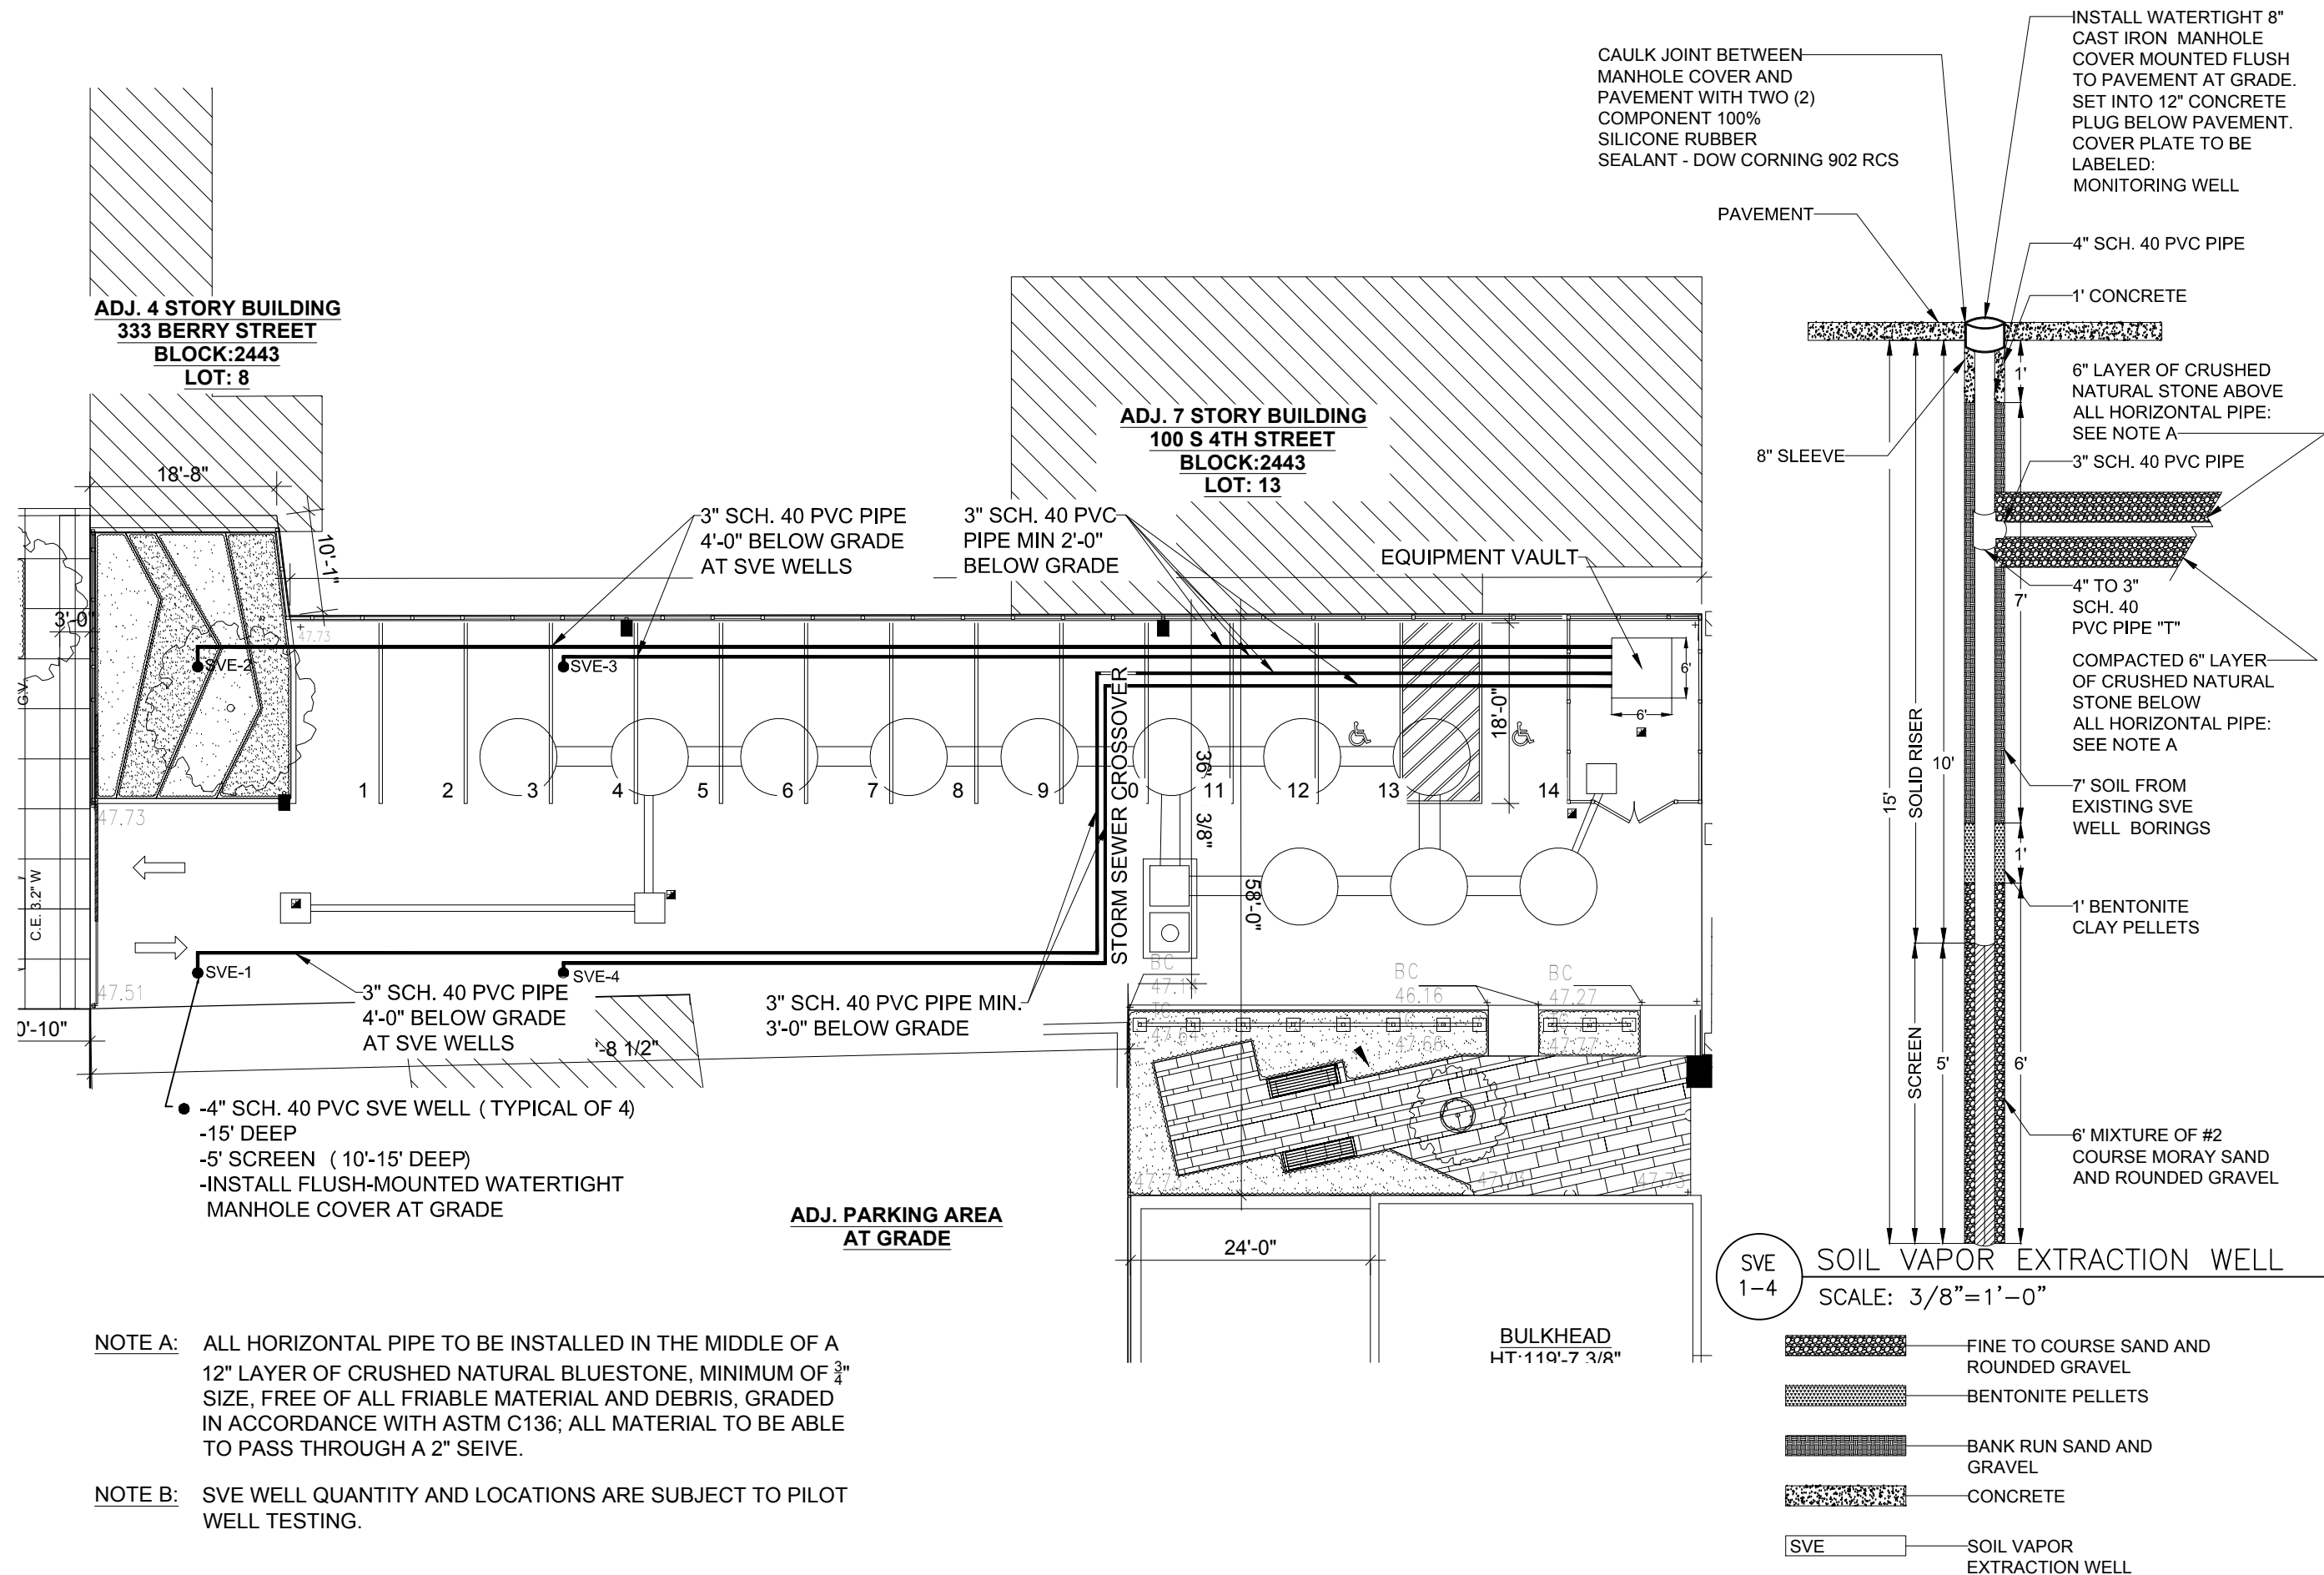 INSTALL WATERTIGHT 8"
CAST IRON MANHOLE
COVER MOUNTED FLUSH
TO PAVEMENT AT GRADE.
SET INTO 12" CONCRETE
PLUG BELOW PAVEMENT.
COVER PLATE TO BE
LABELED:
MONITORING WELL
CAULK JOINT BETWEEN
MANHOLE COVER AND
PAVEMENT WITH TWO (2)
COMPONENT 100%
SILICONE RUBBER
SEALANT - DOW CORNING 902 RCS
PAVEMENT
4" SCH. 40 PVC PIPE
1' CONCRETE
6" LAYER OF CRUSHED
NATURAL STONE ABOVE
ALL HORIZONTAL PIPE:
SEE NOTE A
8" SLEEVE
3" SCH. 40 PVC PIPE
4" TO 3"
SCH. 40
PVC PIPE "T"
COMPACTED 6" LAYER
OF CRUSHED NATURAL
STONE BELOW
ALL HORIZONTAL PIPE:
SEE NOTE A
7' SOIL FROM
EXISTING SVE
WELL BORINGS
1' BENTONITE
CLAY PELLETS
6' MIXTURE OF #2
COURSE MORAY SAND
AND ROUNDED GRAVEL
1'
7'
1'
6'
15'
SOLID RISER
10'
SCREEN
5'
SVE
1-4
SOIL VAPOR EXTRACTION WELL
SCALE: 3/8"=1'-0"
FINE TO COURSE SAND AND
ROUNDED GRAVEL
BENTONITE PELLETS
BANK RUN SAND AND
GRAVEL
CONCRETE
SVE
SOIL VAPOR
EXTRACTION WELL
ADJ. 4 STORY BUILDING
333 BERRY STREET
BLOCK:2443
LOT: 8
18'-8"
10'-1"
3'-0"
ADJ. 7 STORY BUILDING
100 S 4TH STREET
BLOCK:2443
LOT: 13
3" SCH. 40 PVC PIPE
4'-0" BELOW GRADE
AT SVE WELLS
3" SCH. 40 PVC
PIPE MIN 2'-0"
BELOW GRADE
EQUIPMENT VAULT
47.73
SVE-2
SVE-3
6'
6'
18'-0"
G.V.
1
2
3
4
5
6
7
8
9
0
11
12
13
14
36'
3/8"
58'-0"
STORM SEWER CROSSOVER
47.73
C.E. 3.2" W
47.51
SVE-1
SVE-4
3" SCH. 40 PVC PIPE
4'-0" BELOW GRADE
AT SVE WELLS
3" SCH. 40 PVC PIPE MIN.
3'-0" BELOW GRADE
0'-10"
'-8 1/2"
BC
BC
46.16
BC
47.27
47.66
47.77
47.73
47.73
-4" SCH. 40 PVC SVE WELL ( TYPICAL OF 4)
-15' DEEP
-5' SCREEN ( 10'-15' DEEP)
-INSTALL FLUSH-MOUNTED WATERTIGHT
MANHOLE COVER AT GRADE
ADJ. PARKING AREA
AT GRADE
24'-0"
BULKHEAD
HT:119'-7 3/8"
NOTE A: ALL HORIZONTAL PIPE TO BE INSTALLED IN THE MIDDLE OF A
12" LAYER OF CRUSHED NATURAL BLUESTONE, MINIMUM OF 3/4"
SIZE, FREE OF ALL FRIABLE MATERIAL AND DEBRIS, GRADED
IN ACCORDANCE WITH ASTM C136; ALL MATERIAL TO BE ABLE
TO PASS THROUGH A 2" SEIVE.
NOTE B: SVE WELL QUANTITY AND LOCATIONS ARE SUBJECT TO PILOT
WELL TESTING.